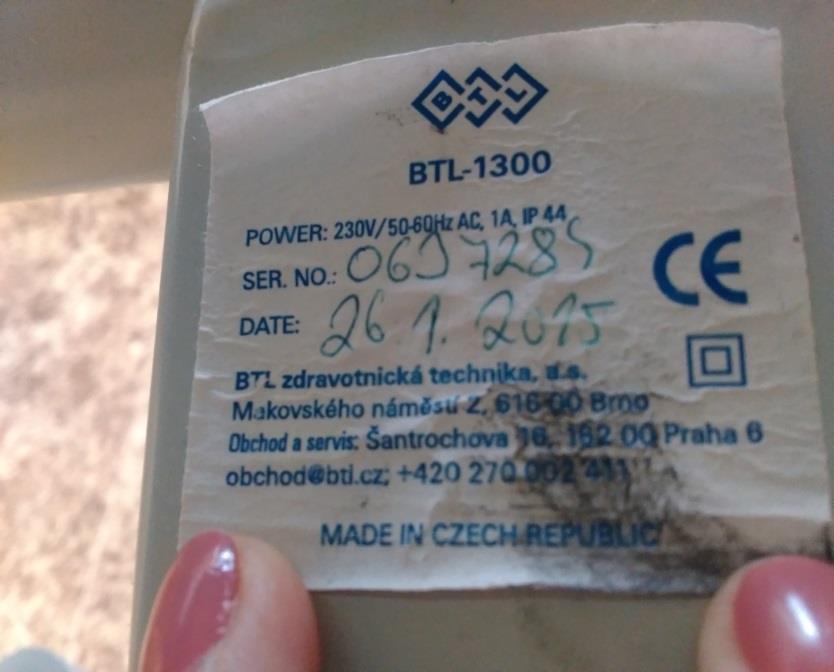 BTL
BTL-1300
POWER: 230V/50-60Hz AC, 1A, IP 44
SER. NO.:
DATE: 26.1.2015
BTL zdravotnická technika, a.s.
Makovského náměstí 2, 616 00 Brno
Obchod a servis: Šantrochova 16, 162 00 Praha 6
obchod@btl.cz; +420 270 002 411
MADE IN CZECH REPUBLIC
CE